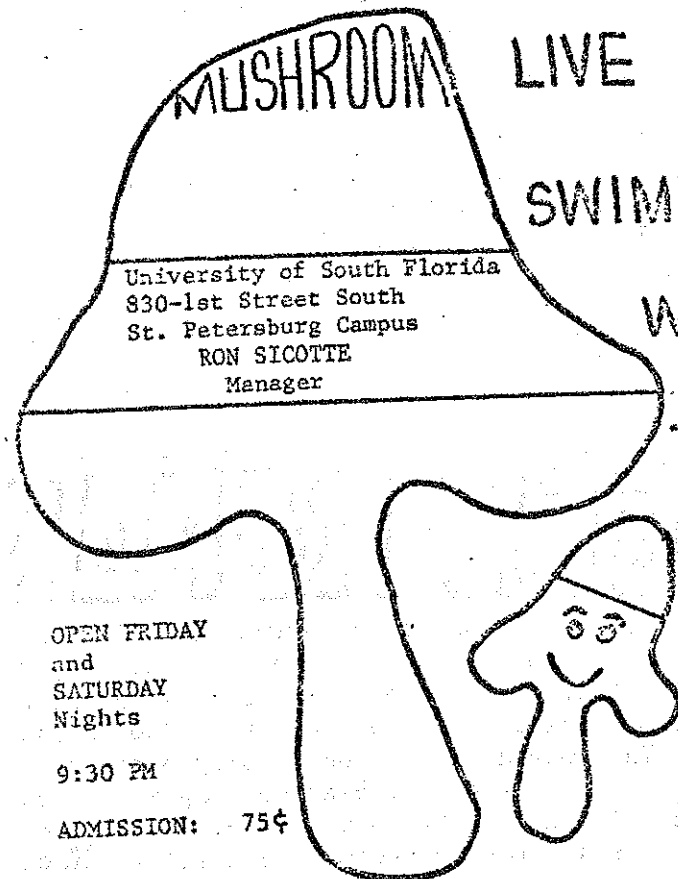 MUSHROOM
LIVE
SWIM
W
University of South Florida
830-1st Street South
St. Petersburg Campus
RON SICOTTE
Manager
OPEN FRIDAY
and
SATURDAY
Nights
9:30 PM
ADMISSION: 75¢